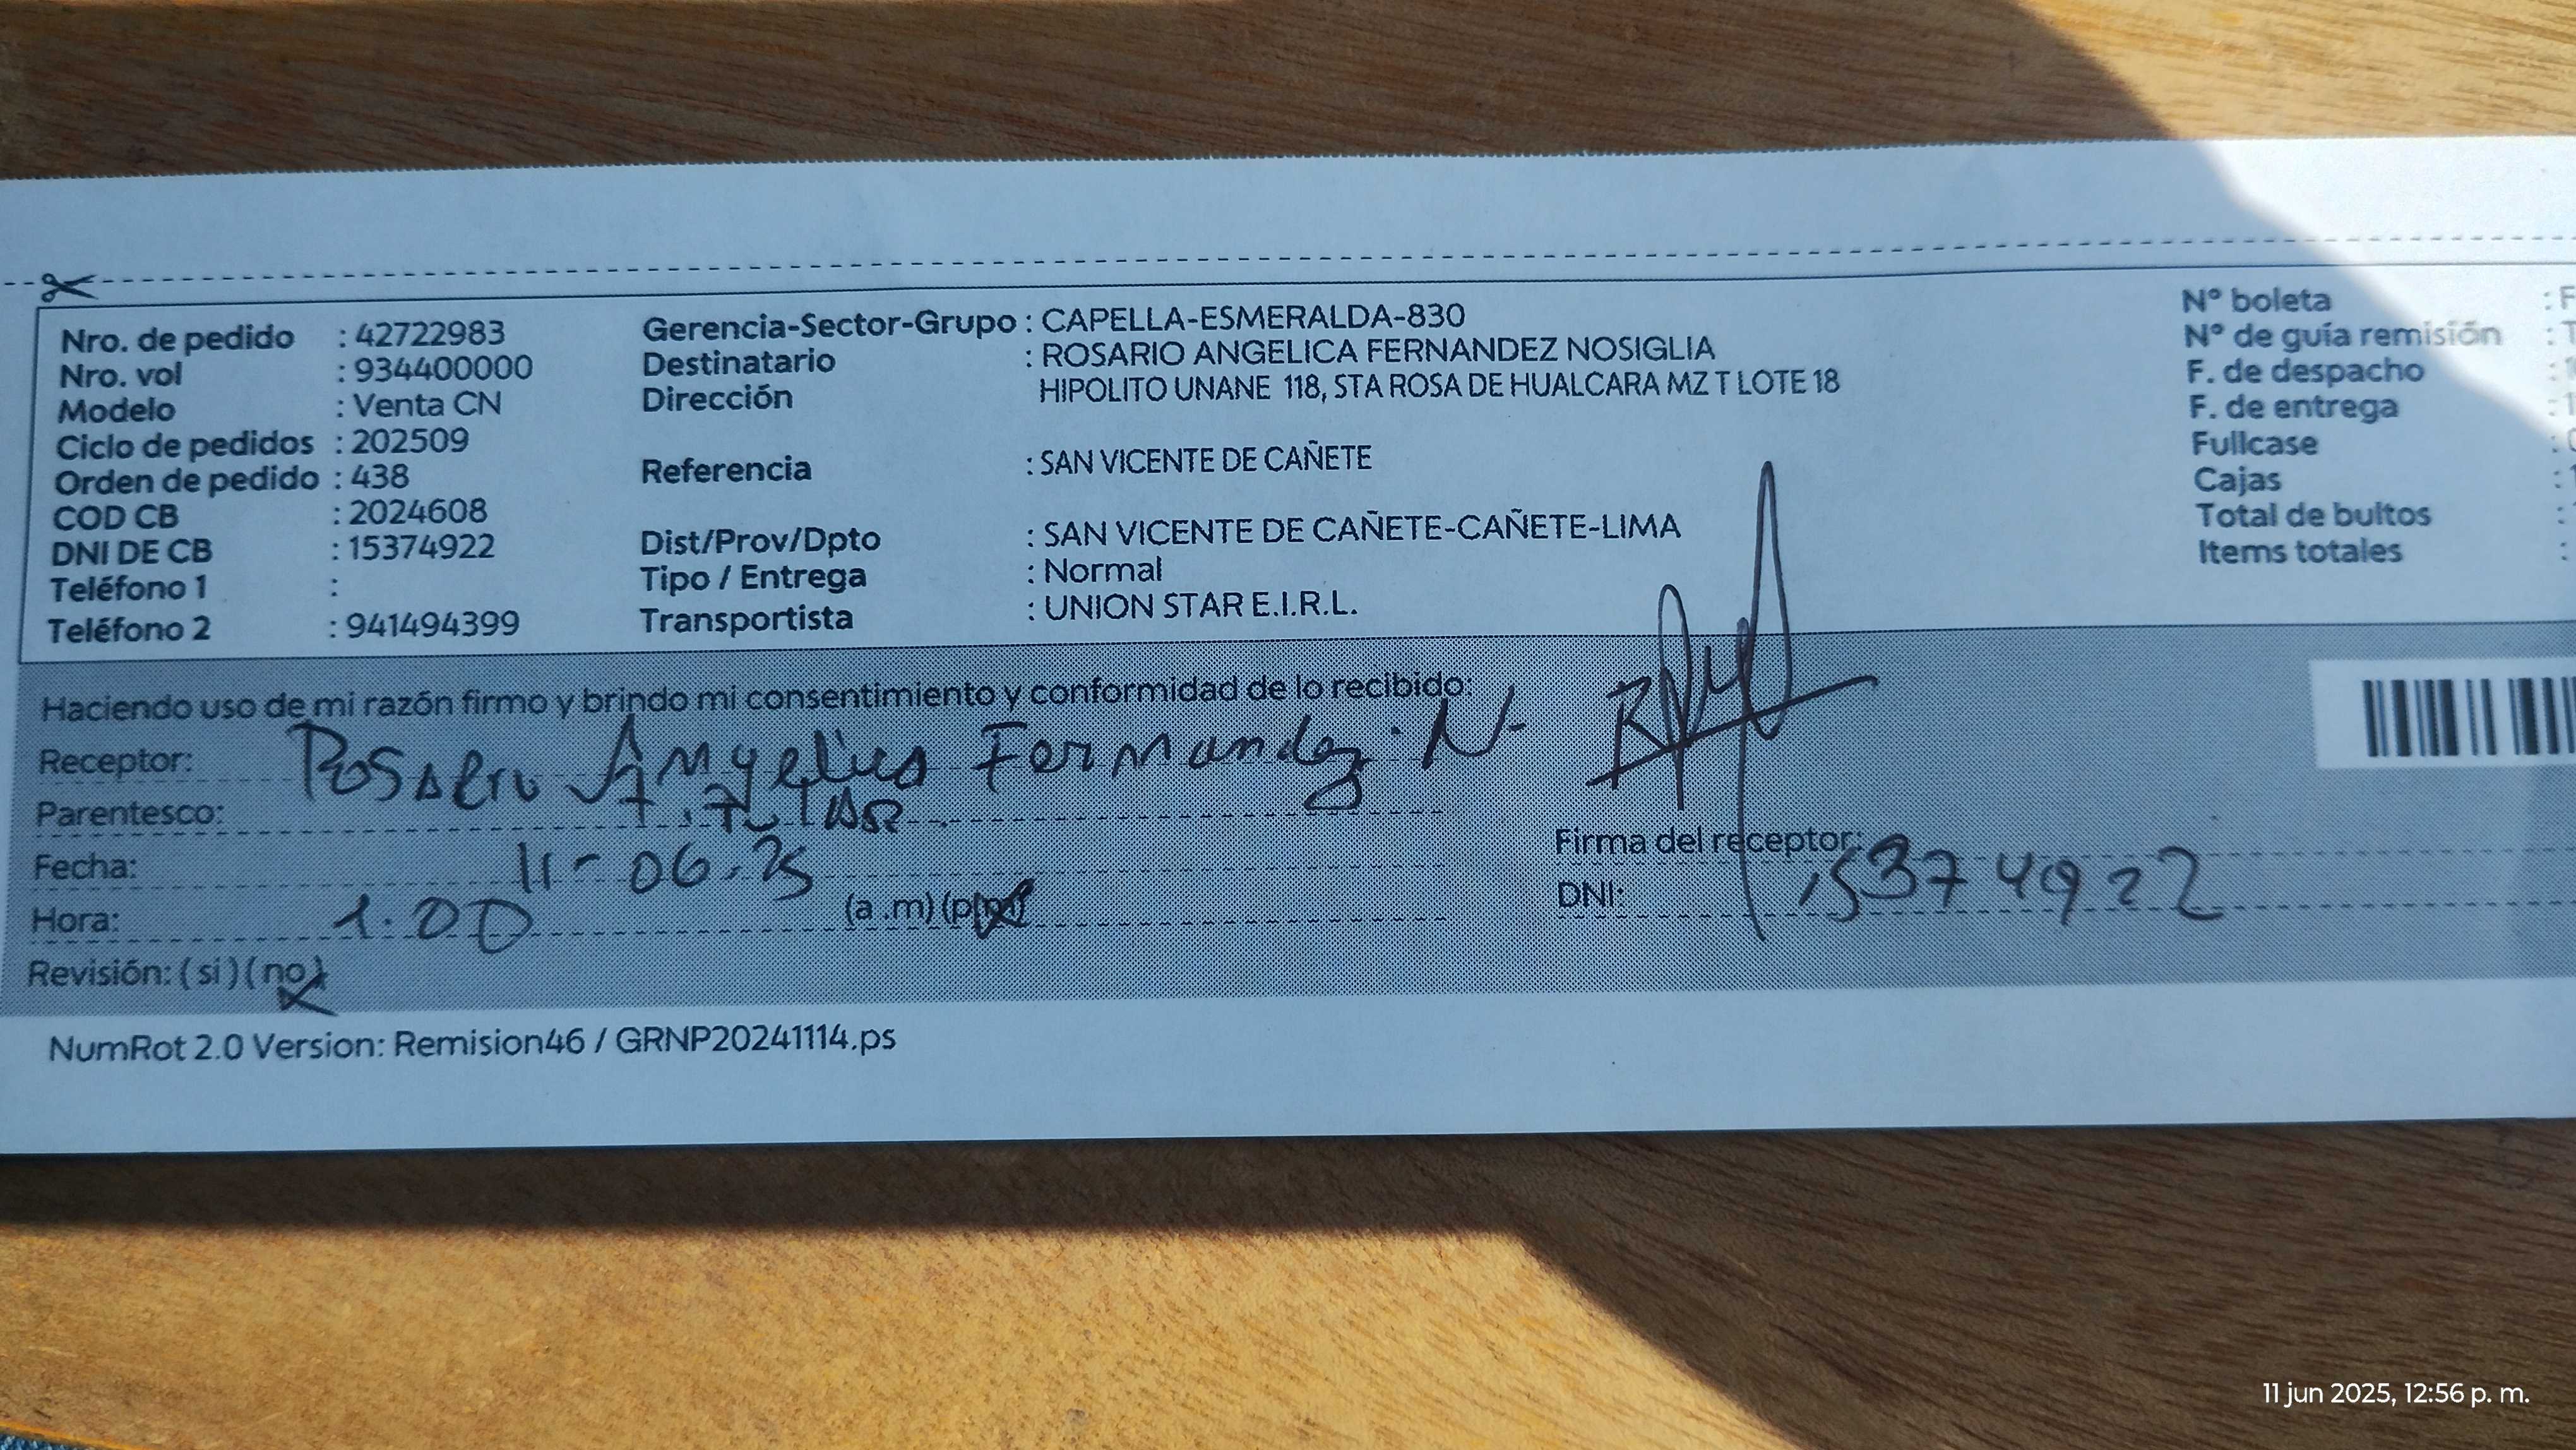 Nro. de pedido : 42722983
Nro. vol : 934400000
Modelo : Venta CN
Ciclo de pedidos : 202509
Orden de pedido : 438
COD CB : 2024608
DNI DE CB : 15374922
Teléfono 1 :
Teléfono 2 : 941494399
Gerencia-Sector-Grupo : CAPELLA-ESMERALDA-830
Destinatario : ROSARIO ANGELICA FERNANDEZ NOSIGLIA
Dirección HIPOLITO UNANE 118, STA ROSA DE HUALCARA MZ T LOTE 18
Referencia : SAN VICENTE DE CAÑETE
Dist/Prov/Dpto : SAN VICENTE DE CAÑETE-CAÑETE-LIMA
Tipo / Entrega : Normal
Transportista : UNION STAR E.I.R.L.
N° boleta : F
N° de guía remisión : T
F. de despacho :
F. de entrega : 1
Fullcase :
Cajas : 1
Total de bultos :
Items totales :
Haciendo uso de mi razón firmo y brindo mi consentimiento y conformidad de lo recibido:
Receptor: Rosario Angelica Fernandez N.
Parentesco: Titular
Fecha: 11-06-25
Hora: 1.00 (a.m) (p.m)
Revisión: (si) (no)
Firma del receptor:
DNI: 15374922
NumRot 2.0 Version: Remision46 / GRNP20241114.ps
11 jun 2025, 12:56 p. m.